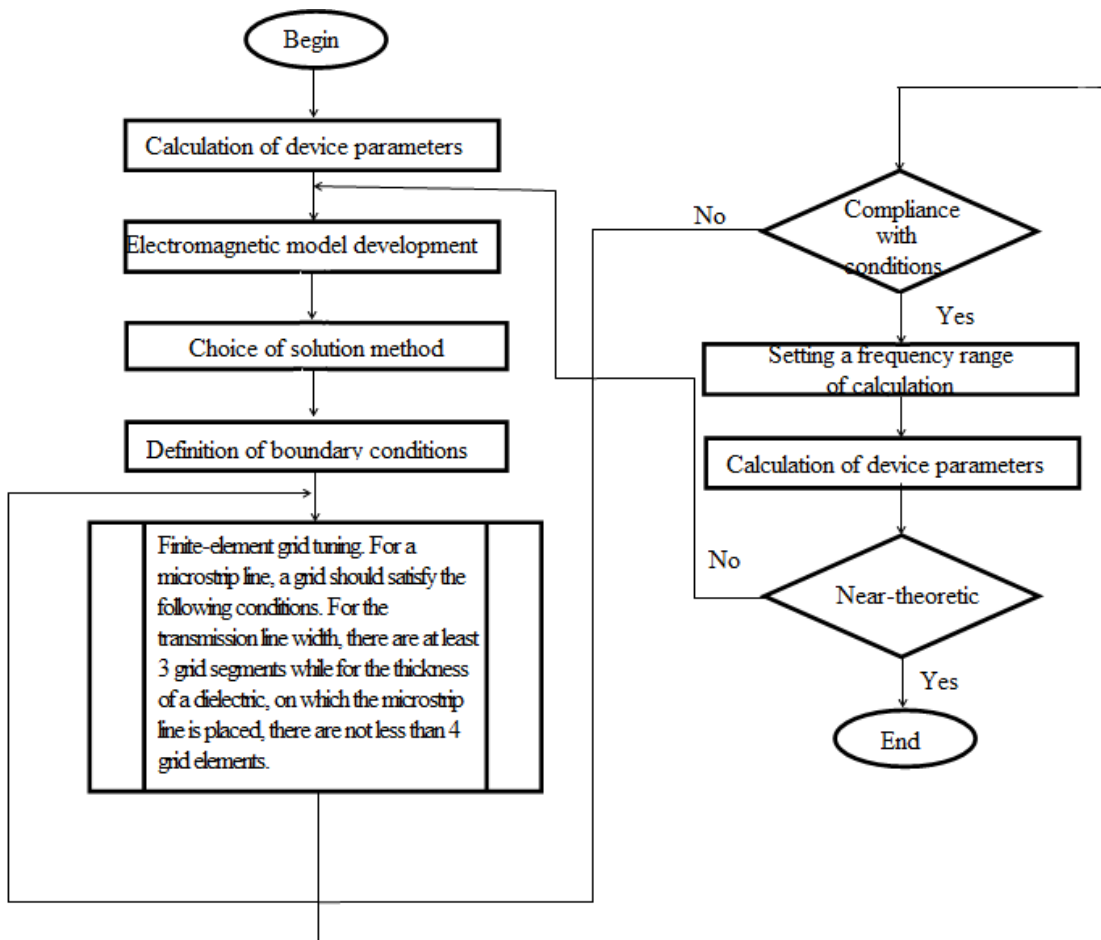 Begin
Calculation of device parameters
Electromagnetic model development
Choice of solution method
Definition of boundary conditions
Finite-element grid tuning. For a
microstrip line, a grid should satisfy the
following conditions. For the
transmission line width, there are at least
3 grid segments while for the thickness
of a dielectric, on which the microstrip
line is placed, there are not less than 4
grid elements.
No
Compliance
with
conditions
Yes
Setting a frequency range
of calculation
Calculation of device parameters
No
Near-theoretic
Yes
End